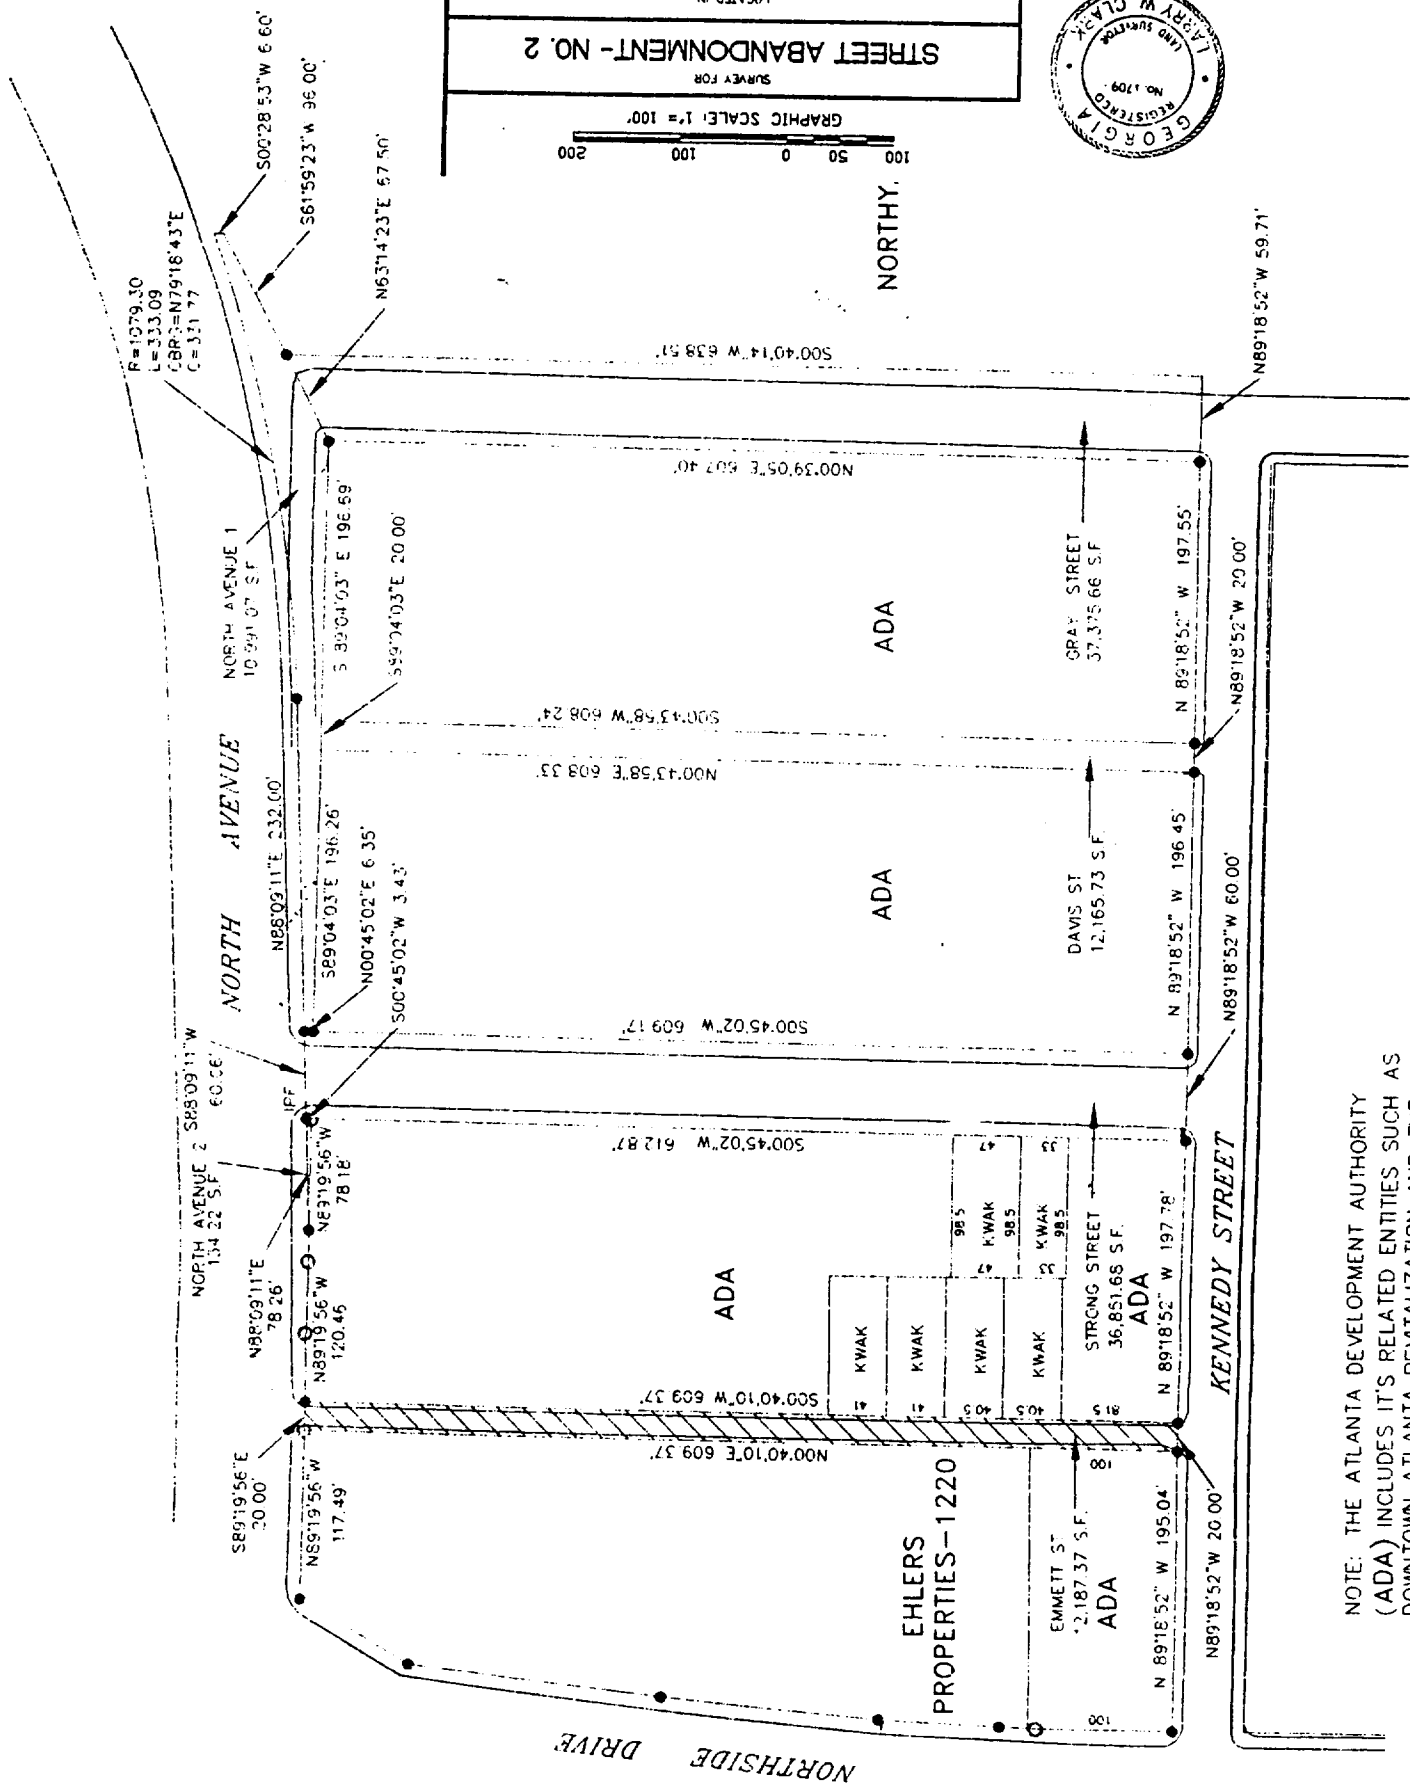 S00°28'53"W 6.60'
S61°59'23"W 96.00'
R=1079.30
L=333.09
CBRG=N79°18'43"E
C=331.77
N63°14'23"E 67.50'
NORTH AVENUE 1
10,991.07 S.F.
NORTH AVENUE
N88°09'11"E 232.00'
S 89°04'03" E 196.69'
S89°04'03"E 20.00'
S89°04'03"E 196.26'
N00°45'02"E 6.35'
S00°45'02"W 3.43'
S88°09'11"W
60.06'
IPF
NORTH AVENUE 2
134.22 S.F.
N88°09'11"E
78.26'
N89°19'56"W
78.18'
N89°19'56"W
120.46
S89°19'56"E
20.00'
N89°19'56"W
117.49'
S00°40'14"W 638.51'
N00°39'05"E 607.40'
S00°43'58"W 608.24'
N00°43'58"E 608.33'
S00°45'02"W 609.17'
S00°45'02"W 612.87'
S00°40'10"W 609.37'
N00°40'10"E 609.37'
ADA
ADA
ADA
GRAY STREET
37,375.66 S.F.
DAVIS ST
12,165.73 S.F.
STRONG STREET
36,851.68 S.F.
ADA
EMMETT ST
12,187.37 S.F.
ADA
EHLERS
PROPERTIES-1220
KWAK
41
KWAK
41
KWAK
40.5
KWAK
40.5
81.5
98.5
47
KWAK
47
98.5
33
KWAK
33
98.5
100
100
N89°18'52"W 59.71'
N 89°18'52" W 197.55'
N89°18'52"W 20.00'
N 89°18'52" W 196.45'
N89°18'52"W 60.00'
N 89°18'52" W 197.78'
N89°18'52"W 20.00'
N 89°18'52" W 195.04'
KENNEDY STREET
NORTHSIDE DRIVE
NORTHY.
100 50 0 100 200
GRAPHIC SCALE: 1"= 100'
SURVEY FOR
STREET ABANDONMENT- NO. 2
LOCATED IN
GEORGIA
REGISTERED
No. 1709
LAND SURVEYOR
LARRY W CLARK
NOTE: THE ATLANTA DEVELOPMENT AUTHORITY
(ADA) INCLUDES IT'S RELATED ENTITIES SUCH AS
DOWNTOWN ATLANTA REVITALIZATION AND THE